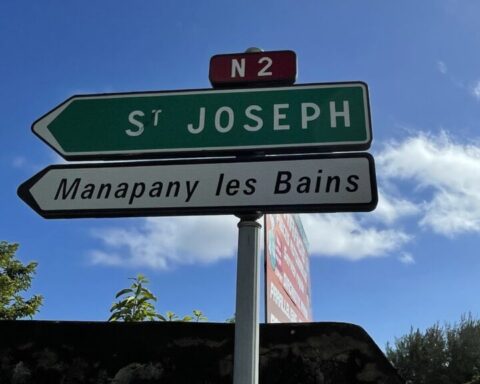 N 2
Sᵀ JOSEPH
Manapany les Bains